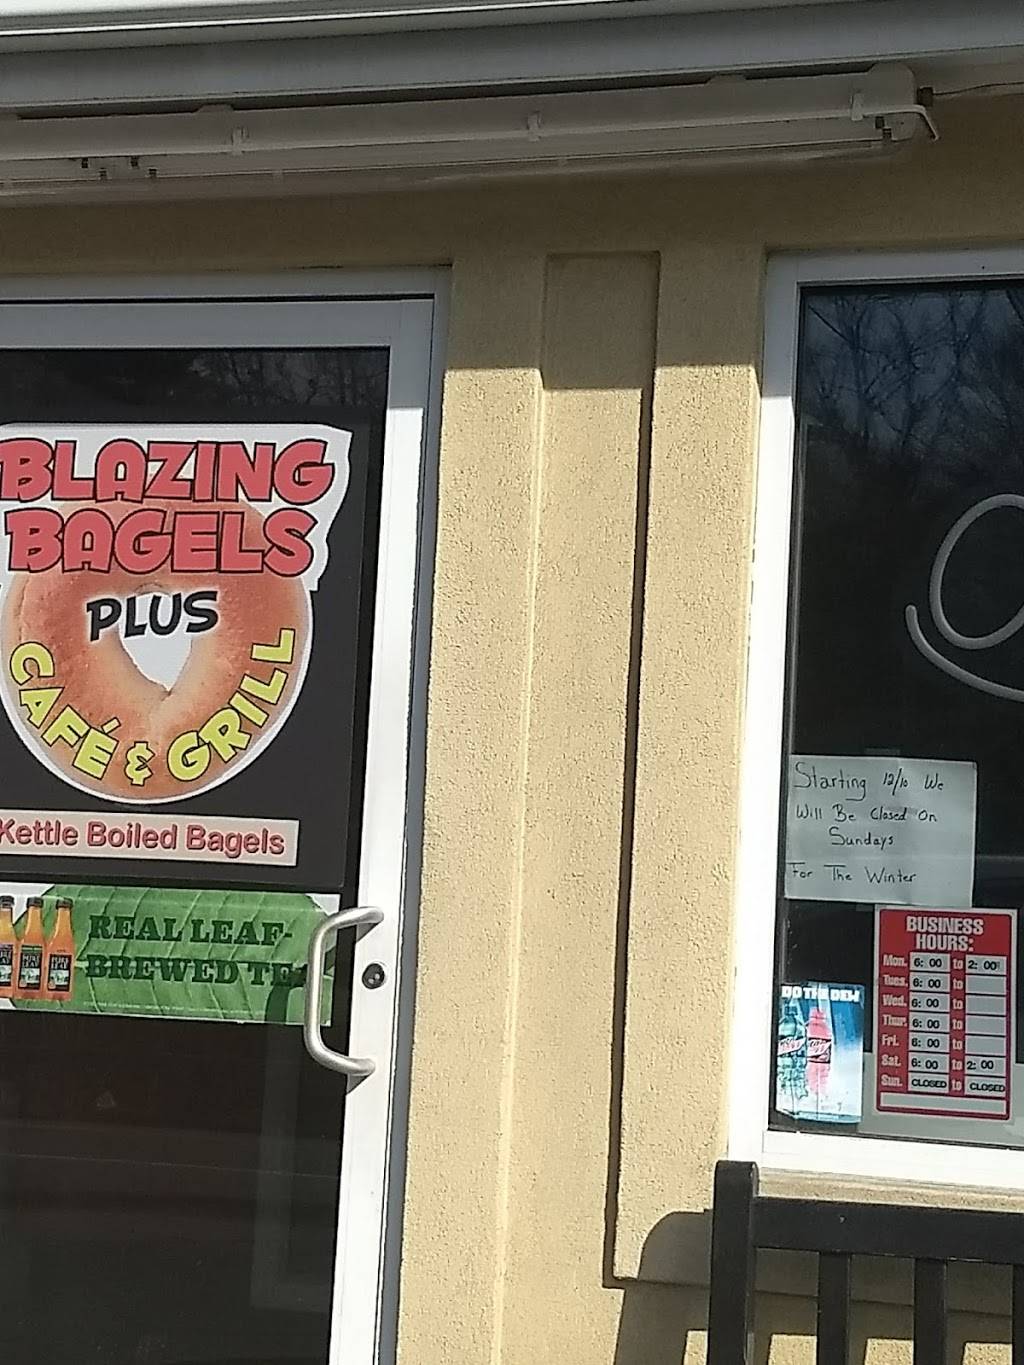 BLAZING
BAGELS
PLUS
CAFÉ & GRILL
Kettle Boiled Bagels
REAL LEAF-
BREWED TE
Starting 12/10 We
Will Be Closed On
Sundays
For The Winter
BUSINESS
HOURS:
Mon. 6:00 to 2:00
Tues. 6:00 to
Wed. 6:00 to
Thur. 6:00 to
Fri. 6:00 to
Sat. 6:00 to 2:00
Sun. CLOSED to CLOSED
DO THE DEW